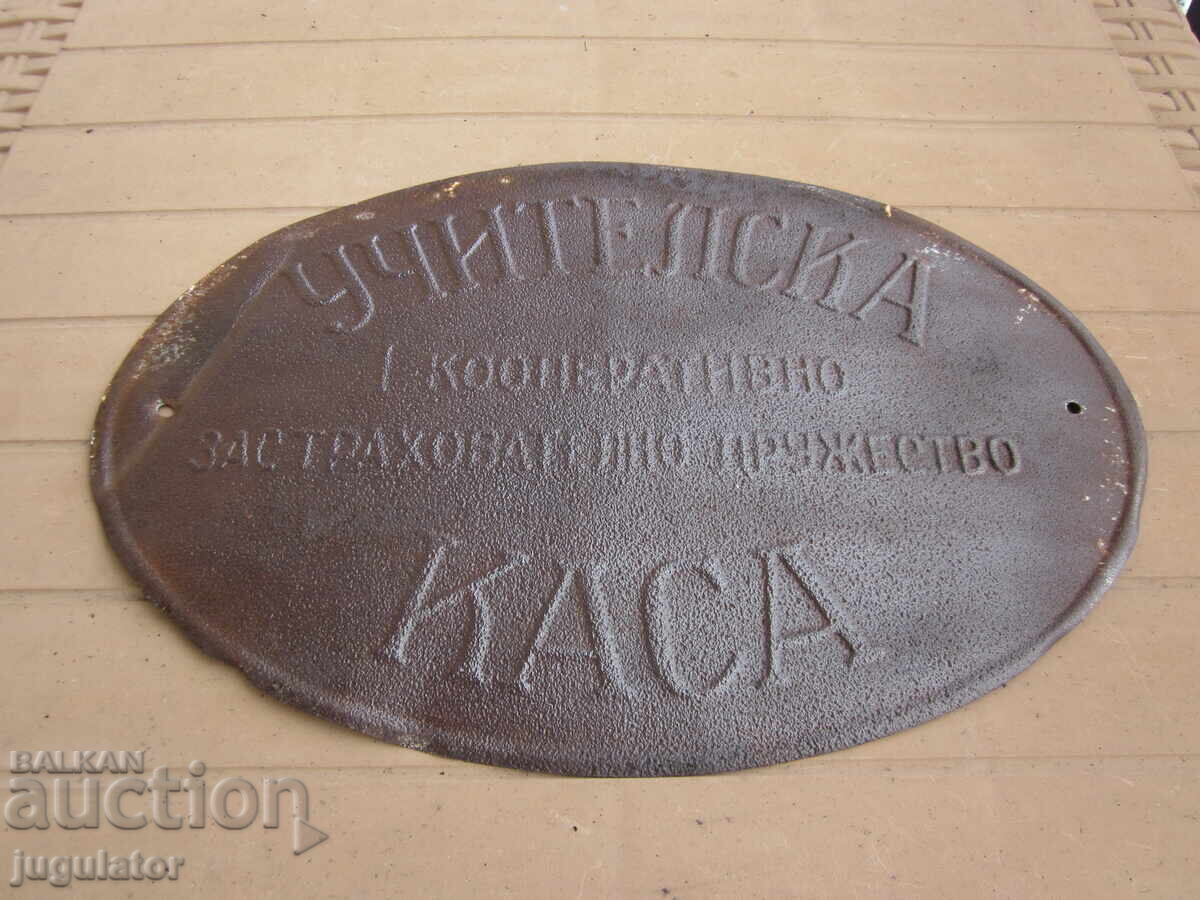 УЧИТЕЛСКА
I КООПЕРАТИВНО
ЗАСТРАХОВАТЕЛНО ДРУЖЕСТВО
КАСА
BALKAN
auction
jugulator